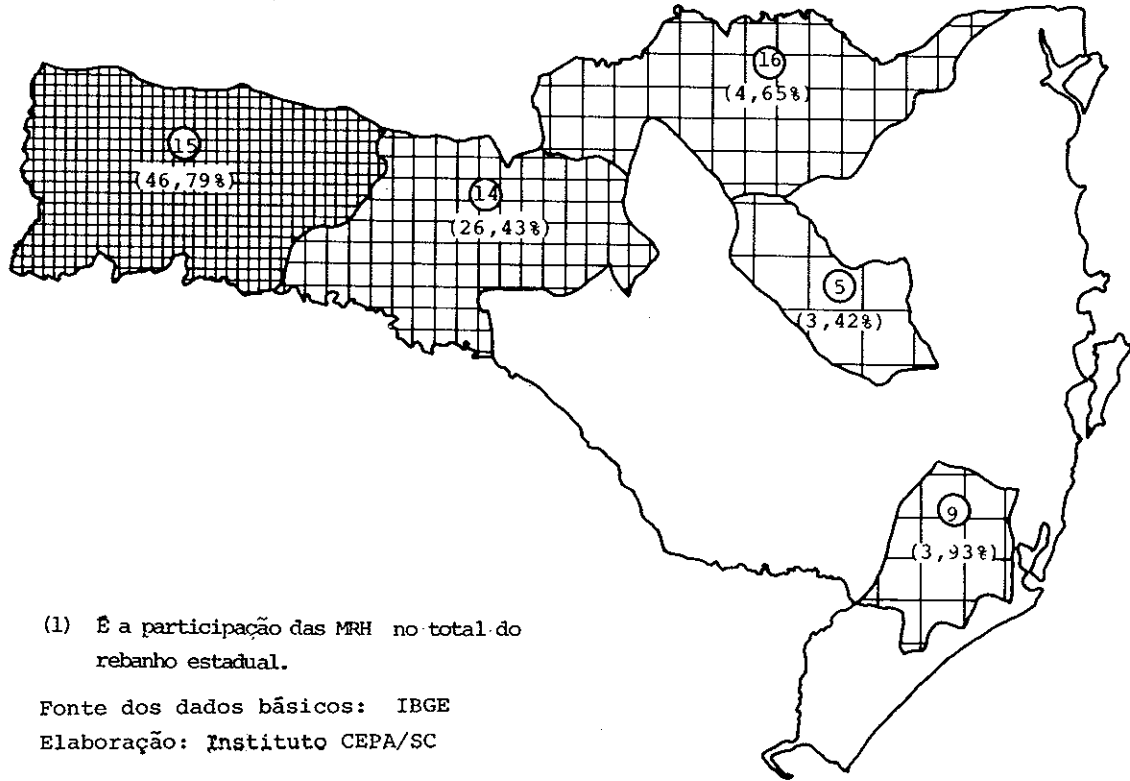 16
(4,65%)
15
(46,79%)
14
(26,43%)
5
(3,42%)
9
(3,93%)
(1) É a participação das MRH no total do
rebanho estadual.
Fonte dos dados básicos: IBGE
Elaboração: Instituto CEPA/SC